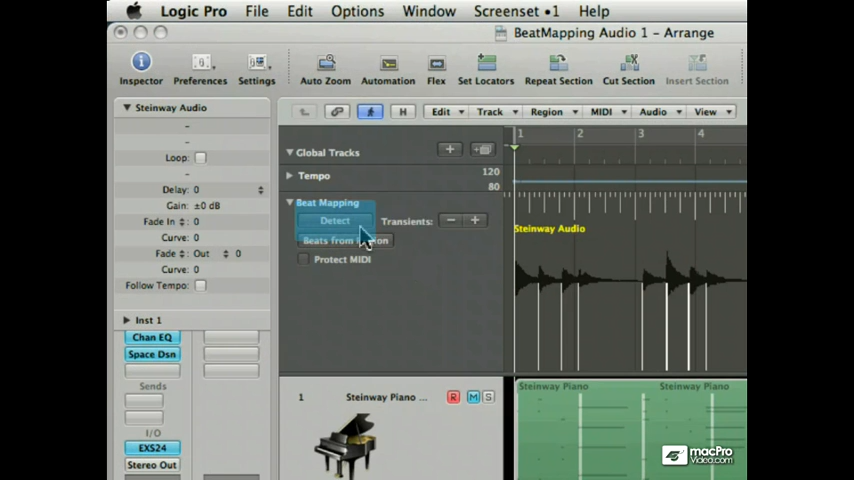 Logic Pro File Edit Options Window Screenset •1 Help
BeatMapping Audio 1 - Arrange
Inspector Preferences Settings Auto Zoom Automation Flex Set Locators Repeat Section Cut Section Insert Section
Steinway Audio
H Edit Track Region MIDI Audio View
-
-
Loop:
-
Delay: 0
Gain: ±0 dB
Fade In: 0
Curve: 0
Fade: Out 0
Curve: 0
Follow Tempo:
Inst 1
Chan EQ
Space Dsn
Sends
I/O
EXS24
Stereo Out
Global Tracks
Tempo
120
80
Beat Mapping
Detect Transients: − +
Beats from
Protect MIDI
1 2 3 4
Steinway Audio
1 Steinway Piano ... R M S
Steinway Piano Steinway Piano
macPro
Video.com